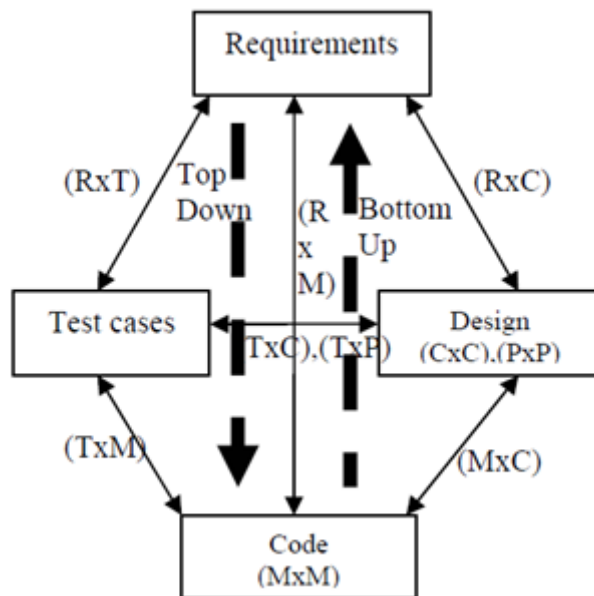 Requirements
(RxT)
Top
Down
(R
x
M)
Bottom
Up
(RxC)
Test cases
TxC),(TxP)
Design
(CxC),(PxP)
(TxM)
(MxC)
Code
(MxM)